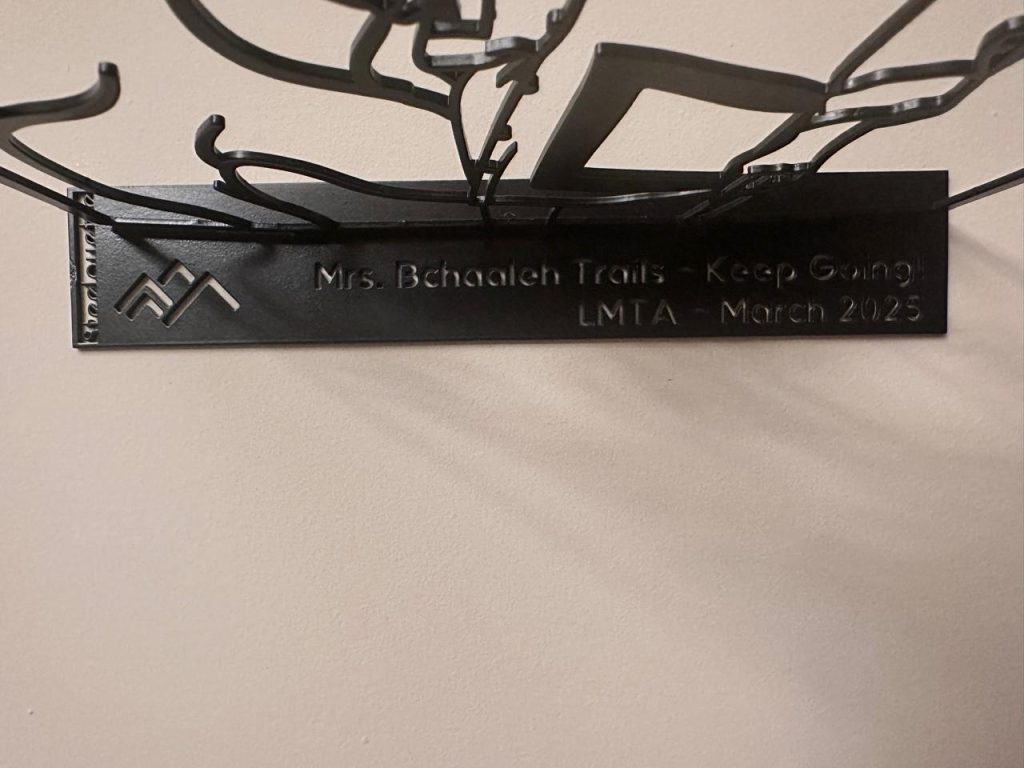 Mrs. Bchaaleh Trails - Keep Going!
LMTA - March 2025